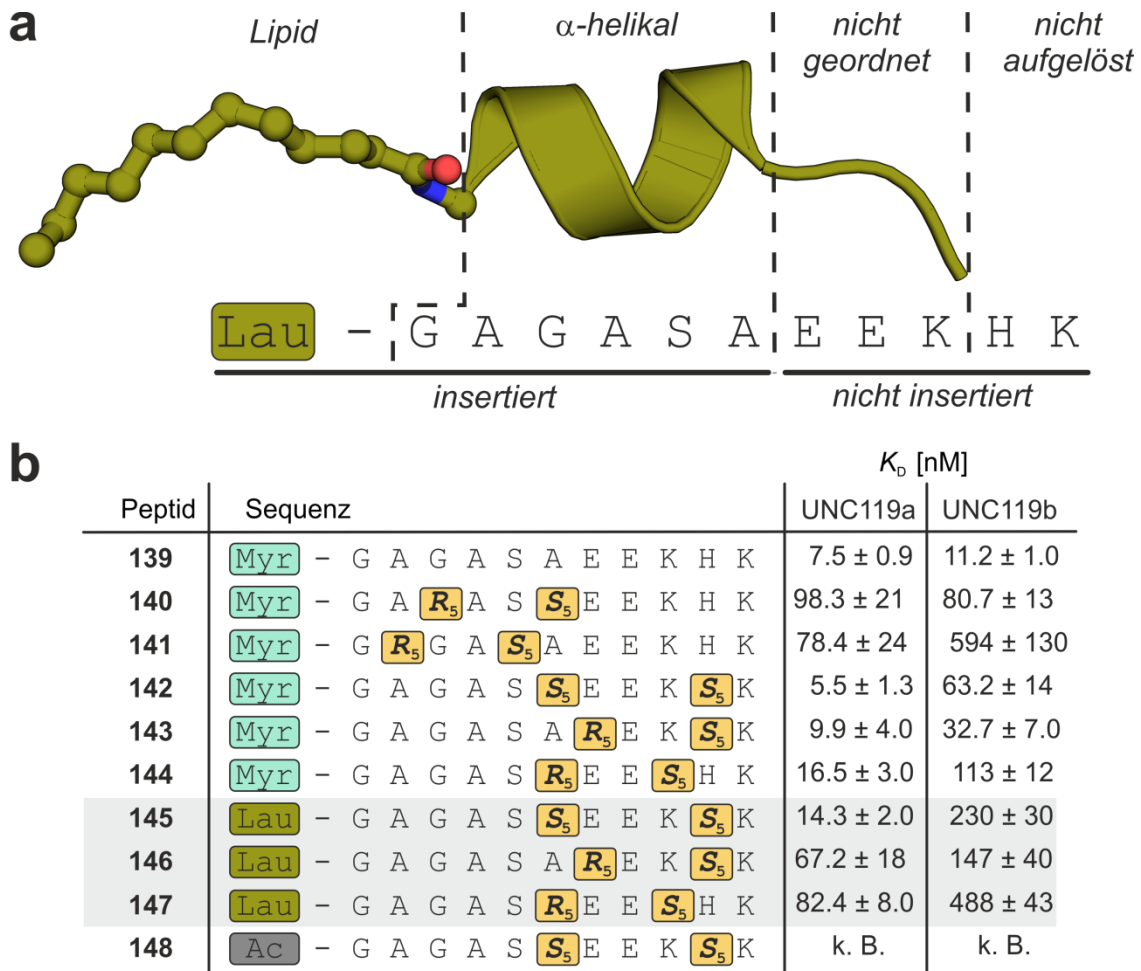 a
Lipid
α-helikal
nicht geordnet
nicht aufgelöst
Lau - G A G A S A E E K H K
insertiert
nicht insertiert
b
K_D [nM]
Peptid Sequenz UNC119a UNC119b
139 Myr - G A G A S A E E K H K 7.5 ± 0.9 11.2 ± 1.0
140 Myr - G A R5 A S S5 E E K H K 98.3 ± 21 80.7 ± 13
141 Myr - G R5 G A S5 A E E K H K 78.4 ± 24 594 ± 130
142 Myr - G A G A S S5 E E K S5 K 5.5 ± 1.3 63.2 ± 14
143 Myr - G A G A S A R5 E K S5 K 9.9 ± 4.0 32.7 ± 7.0
144 Myr - G A G A S R5 E E S5 H K 16.5 ± 3.0 113 ± 12
145 Lau - G A G A S S5 E E K S5 K 14.3 ± 2.0 230 ± 30
146 Lau - G A G A S A R5 E K S5 K 67.2 ± 18 147 ± 40
147 Lau - G A G A S R5 E E S5 H K 82.4 ± 8.0 488 ± 43
148 Ac - G A G A S S5 E E K S5 K k. B. k. B.